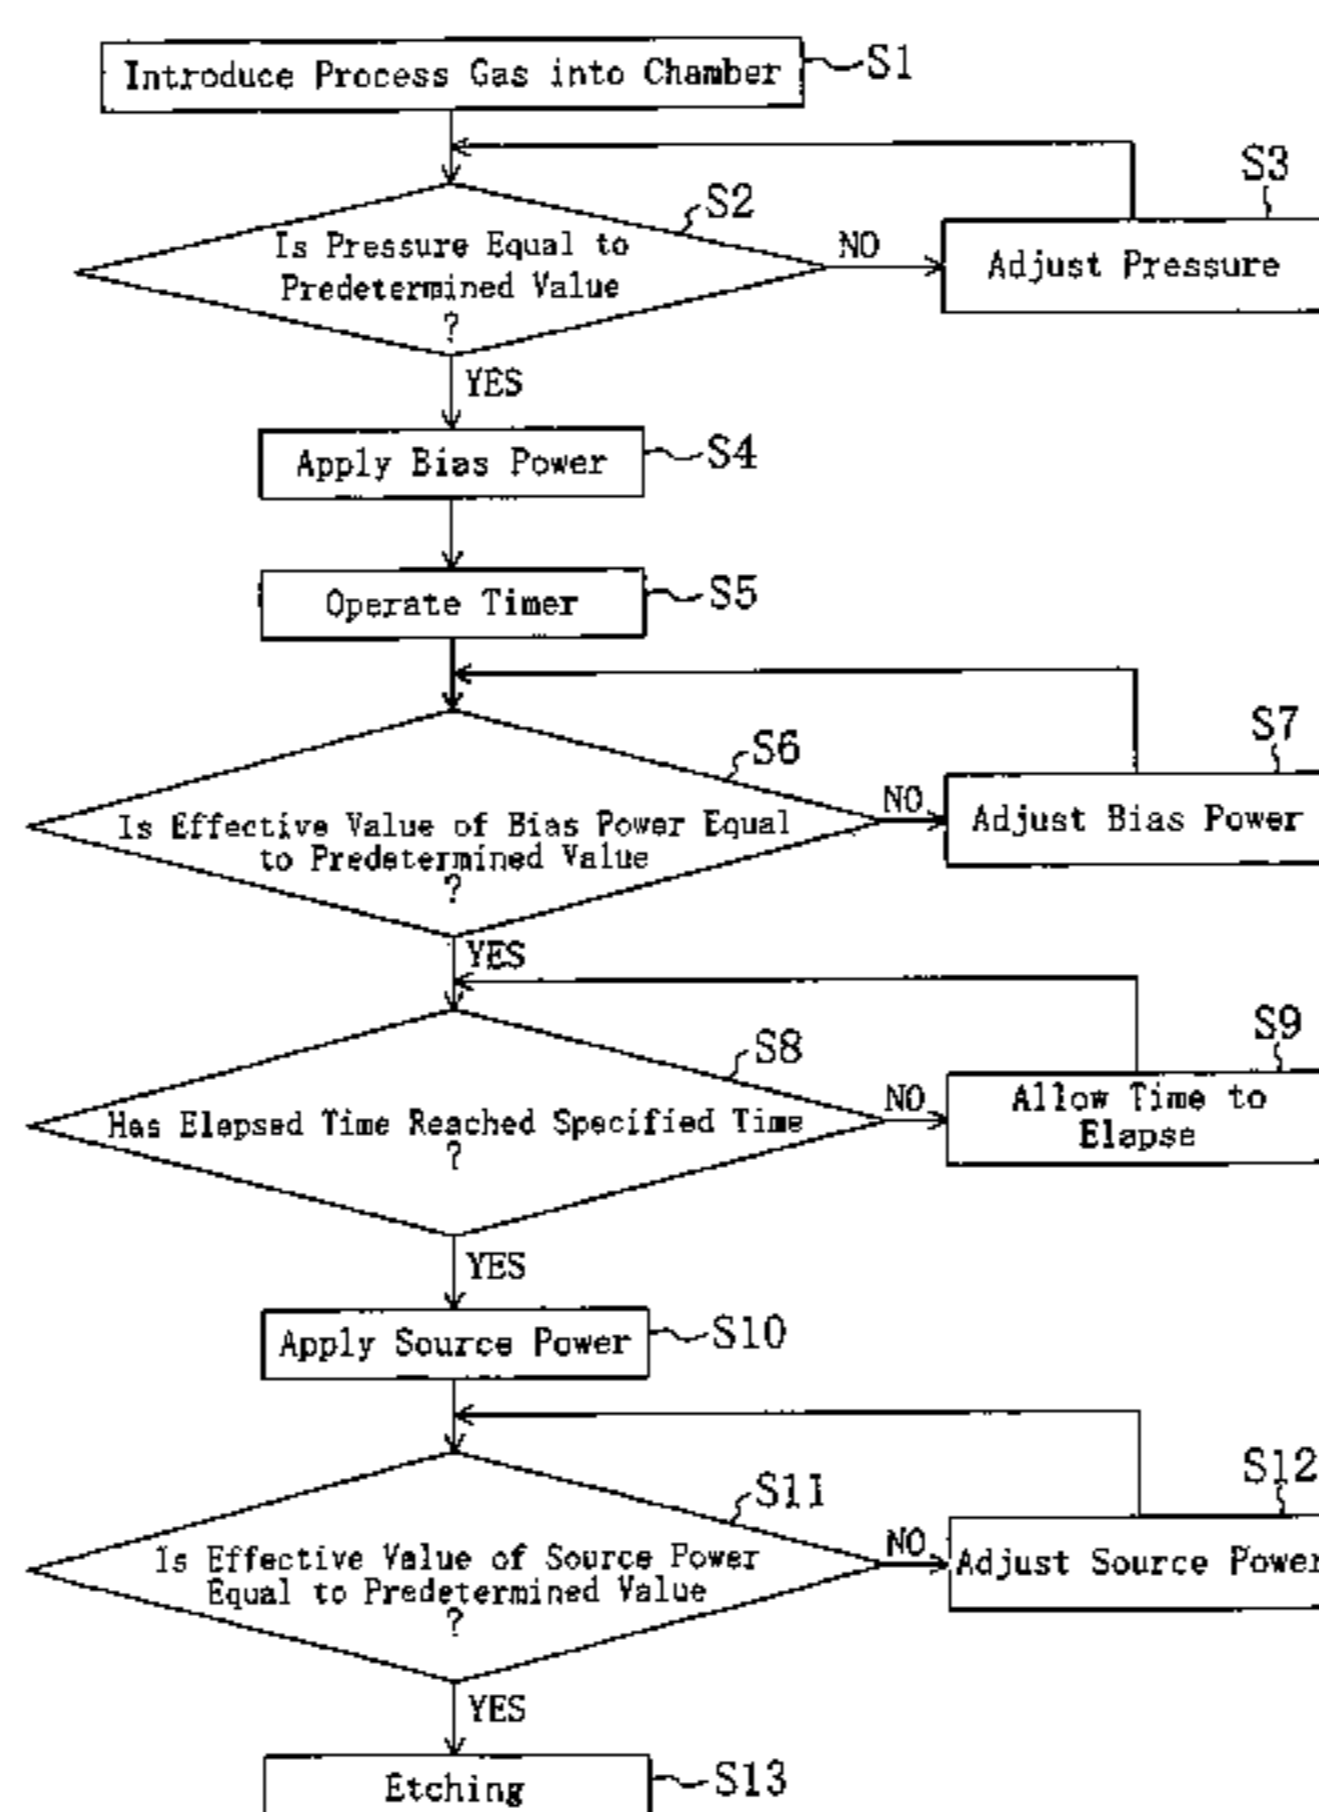 Introduce Process Gas into Chamber
S1
S2
S3
Is Pressure Equal to
Predetermined Value
?
NO
Adjust Pressure
YES
Apply Bias Power
S4
Operate Timer
S5
S6
S7
Is Effective Value of Bias Power Equal
to Predetermined Value
?
NO
Adjust Bias Power
YES
S8
S9
Has Elapsed Time Reached Specified Time
?
NO
Allow Time to
Elapse
YES
Apply Source Power
S10
S11
S12
Is Effective Value of Source Power
Equal to Predetermined Value
?
NO
Adjust Source Power
YES
Etching
S13